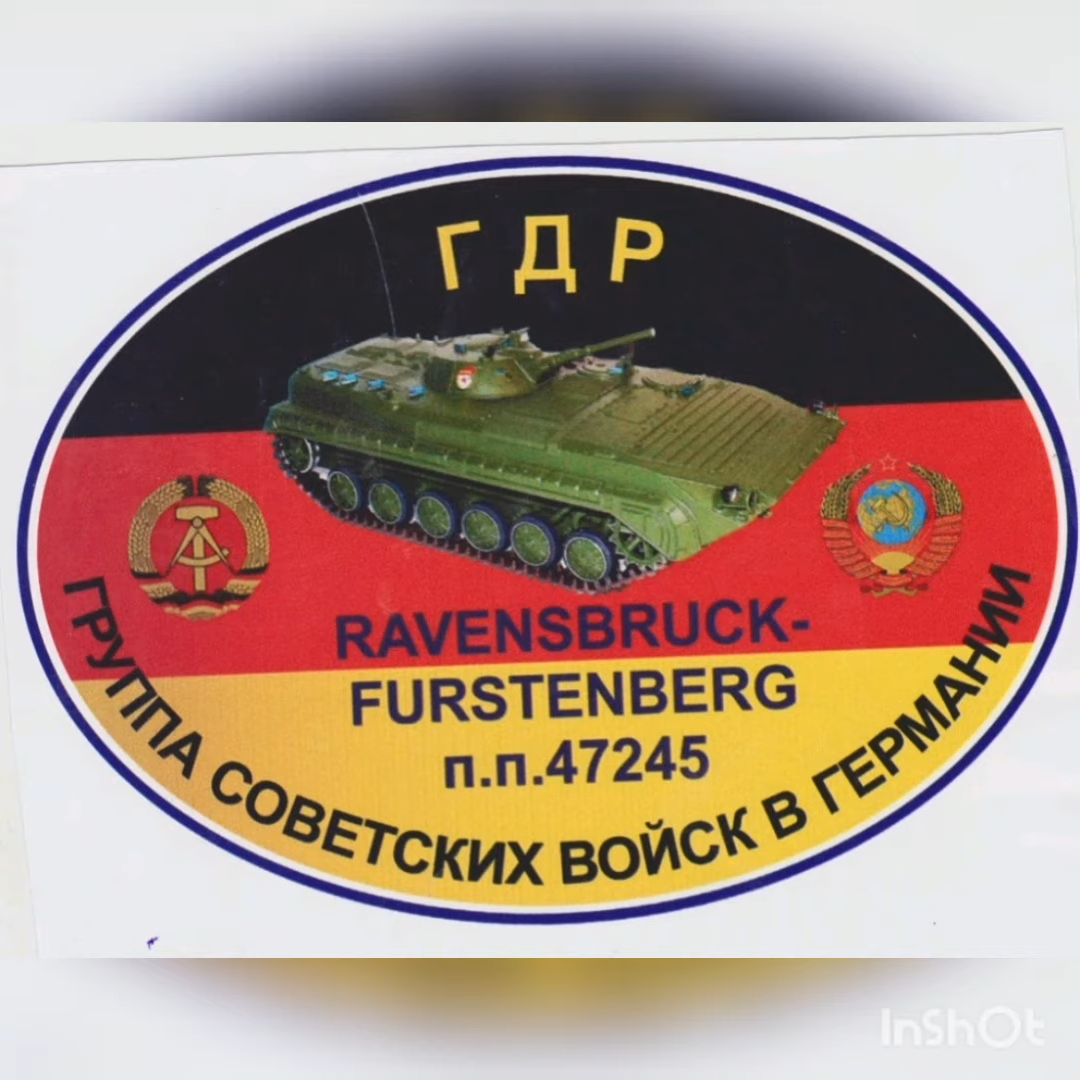 ГДР
RAVENSBRUCK-
FURSTENBERG
п.п.47245
ГРУППА СОВЕТСКИХ ВОЙСК В ГЕРМАНИИ
InShOt